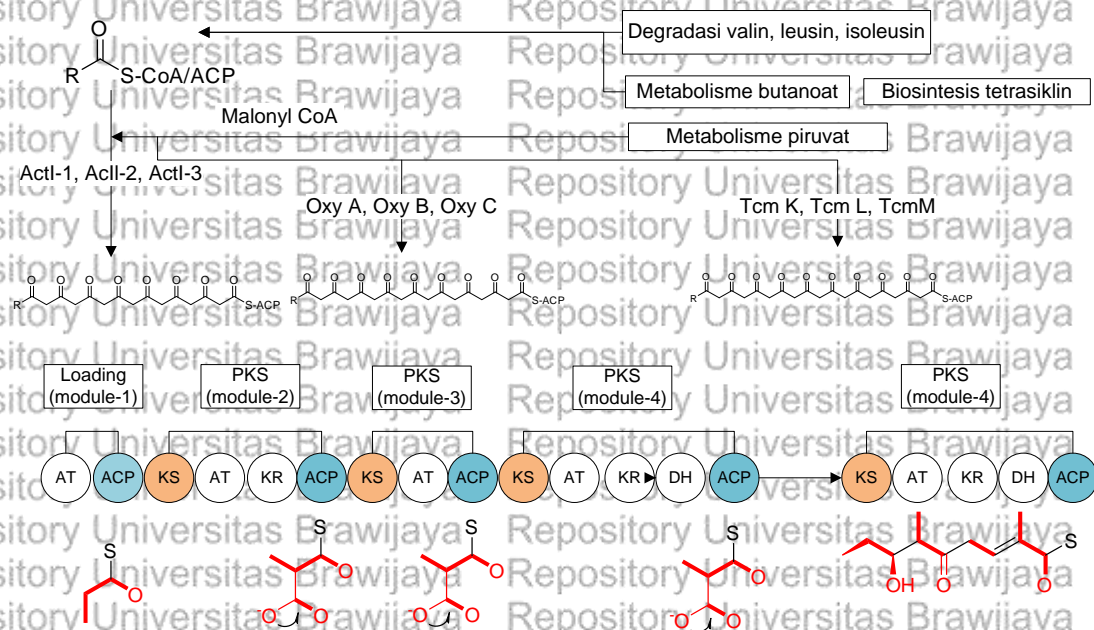 Repository Universitas Brawijaya
O
R
S-CoA/ACP
Degradasi valin, leusin, isoleusin
Metabolisme butanoat
Biosintesis tetrasiklin
Malonyl CoA
Metabolisme piruvat
ActI-1, AcII-2, ActI-3
Oxy A, Oxy B, Oxy C
Tcm K, Tcm L, TcmM
O O O O O O O O
R
S-ACP
O O O O O O O O O
R
S-ACP
O O O O O O O O O O
R
S-ACP
Loading
(module-1)
PKS
(module-2)
PKS
(module-3)
PKS
(module-4)
PKS
(module-4)
AT ACP KS AT KR ACP KS AT ACP KS AT KR DH ACP KS AT KR DH ACP
S
O
S
O
-O
O
S
O
-O
O
S
O
-O
O
S
OH
O
O